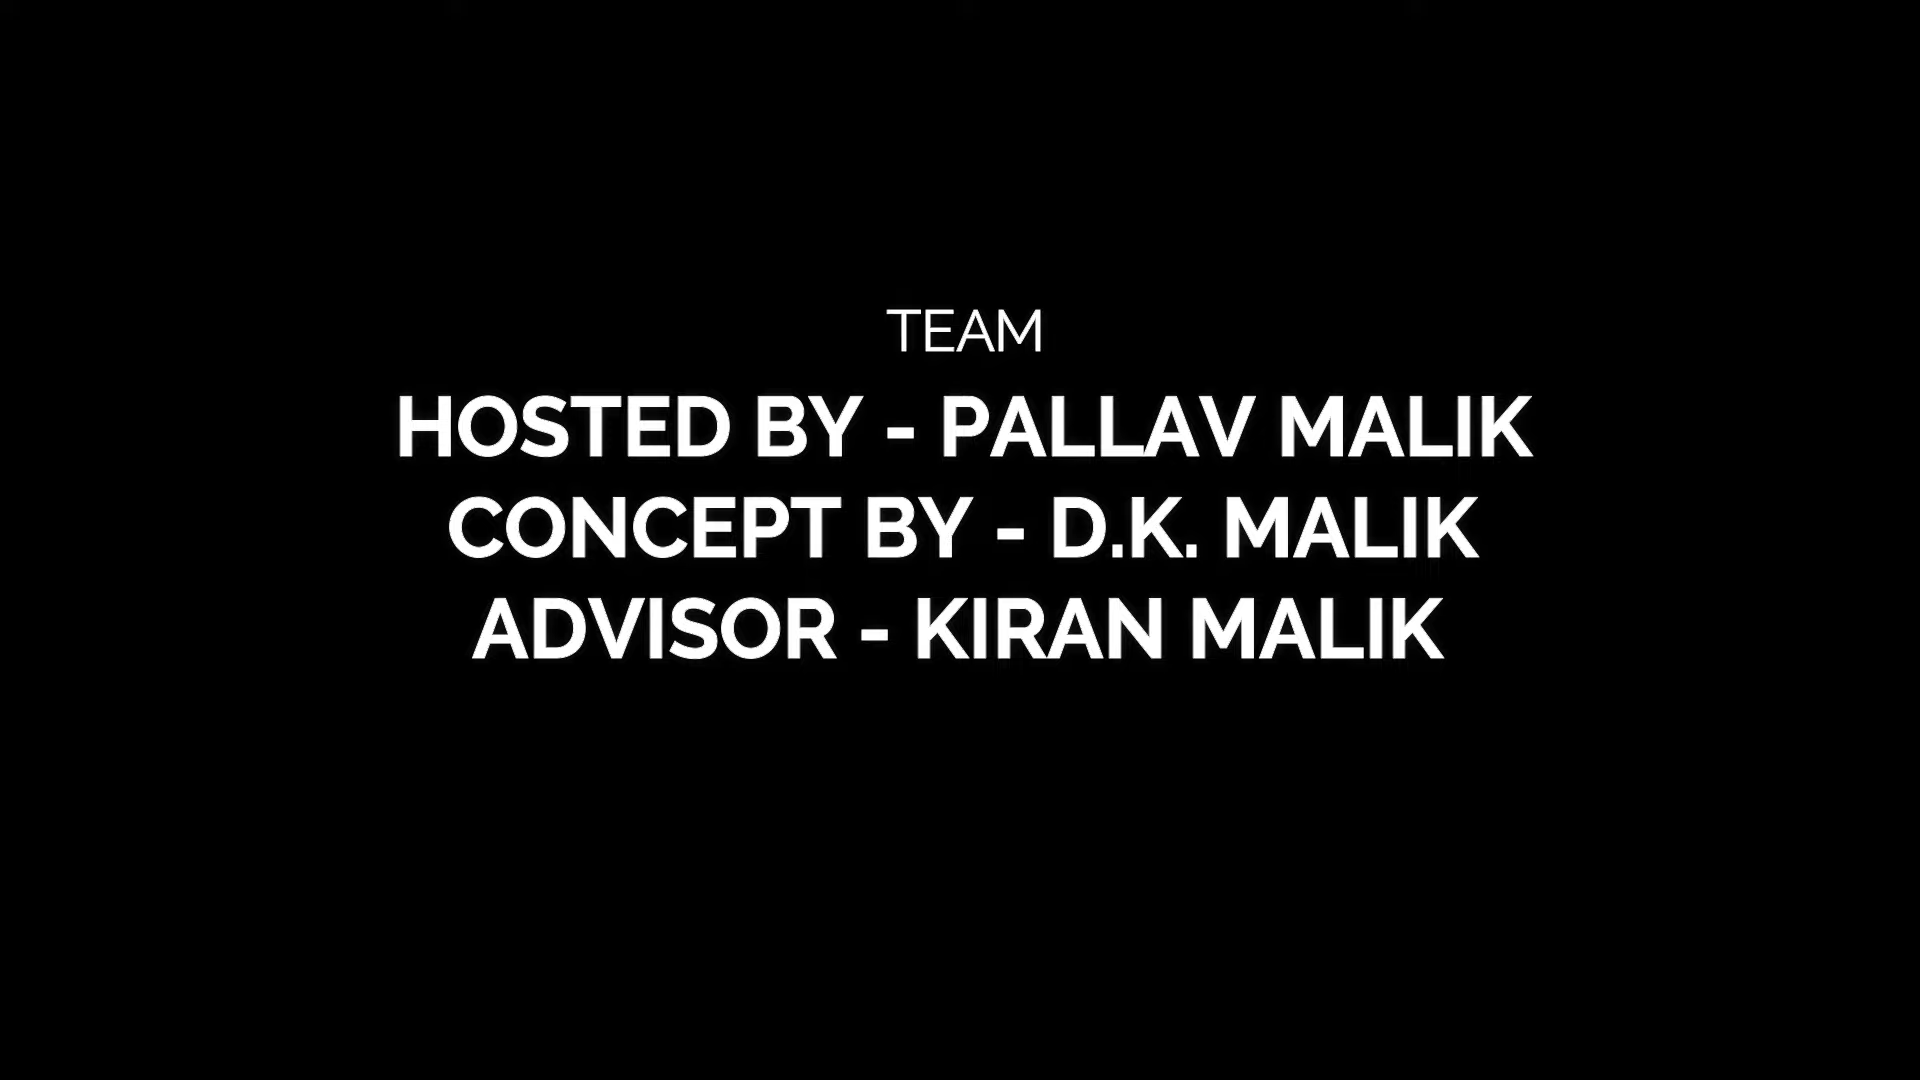 TEAM
HOSTED BY - PALLAV MALIK
CONCEPT BY - D.K. MALIK
ADVISOR - KIRAN MALIK